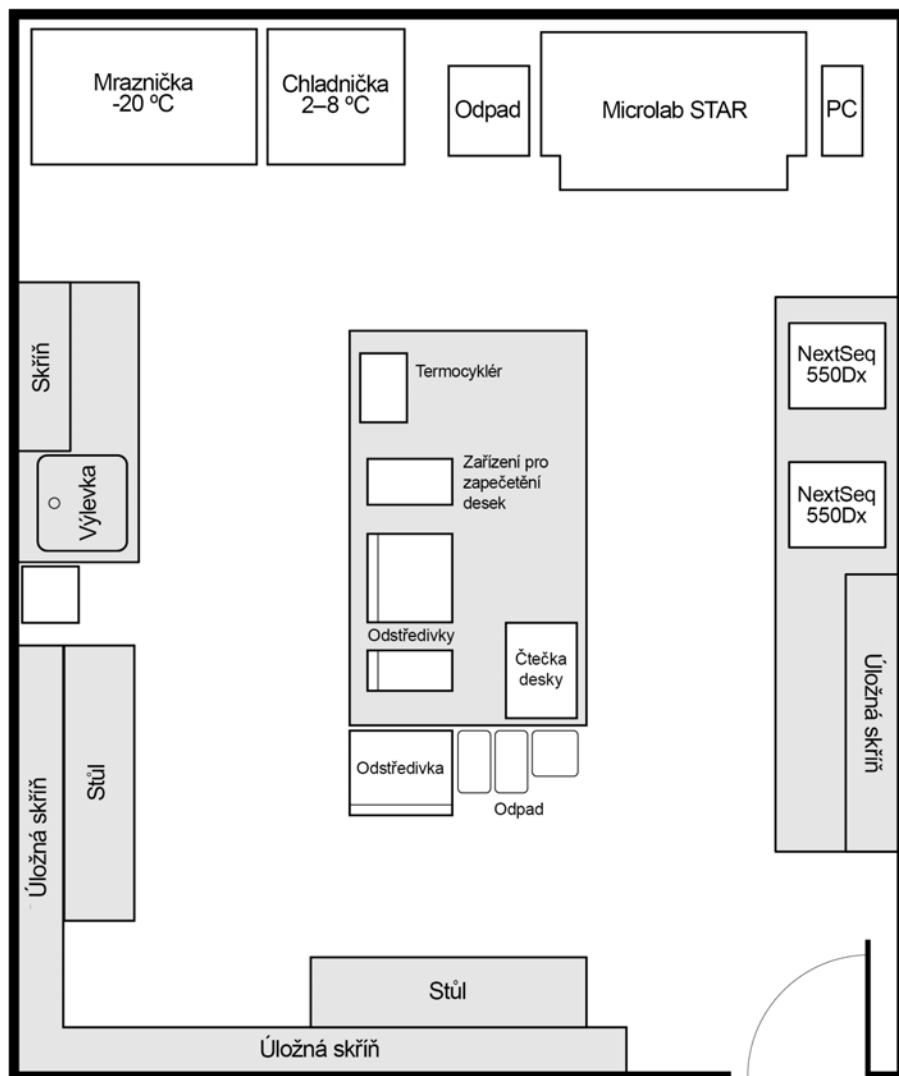 Mraznička
-20 ºC
Chladnička
2–8 ºC
Odpad
Microlab STAR
PC
Skříň
Výlevka
Termocyklér
Zařízení pro
zapečetění
desek
Odstředivky
Čtečka
desky
NextSeq
550Dx
NextSeq
550Dx
Úložná skříň
Odstředivka
Odpad
Úložná skříň
Stůl
Stůl
Úložná skříň